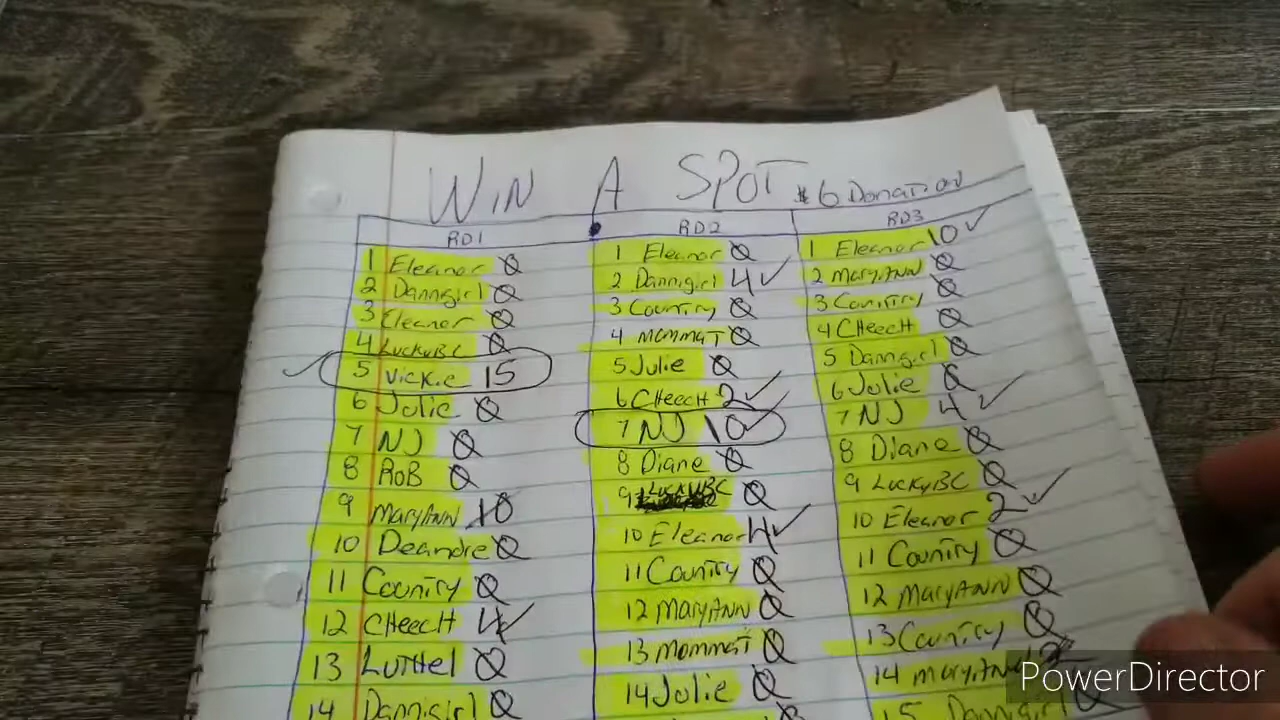 WIN A SPOT $6 DONATION
RD1 RD2 RD3
1 Eleanor 0
2 Dannigirl 0
3 Eleanor 0
4 LuckyBC 0
5 Vickie 15
6 Julie 0
7 NJ 0
8 RoB 0
9 MaryANN 10
10 Deandre 0
11 Country 0
12 CHeecH 4
13 LuTHel 0
14 Dannigirl 0
1 Eleanor 0
2 Dannigirl 4 ✓
3 Country 0
4 MommaT 0
5 Julie 0
6 CHeecH 2 ✓
7 NJ 10 ✓
8 Diane 0
9 LuckyBC 0
10 Eleanor 4 ✓
11 Country 0
12 MaryANN 0
13 MommaT 0
14 Julie 0
1 Eleanor 10 ✓
2 MaryANN 0
3 Country 0
4 CHeecH 0
5 Dannigirl 0
6 Julie 0
7 NJ 4 ✓
8 Diane 0
9 LuckyBC 0
10 Eleanor 2 ✓
11 Country 0
12 MaryANN 0
13 Country 0
14 MaryANN
15 Dannigirl
PowerDirector